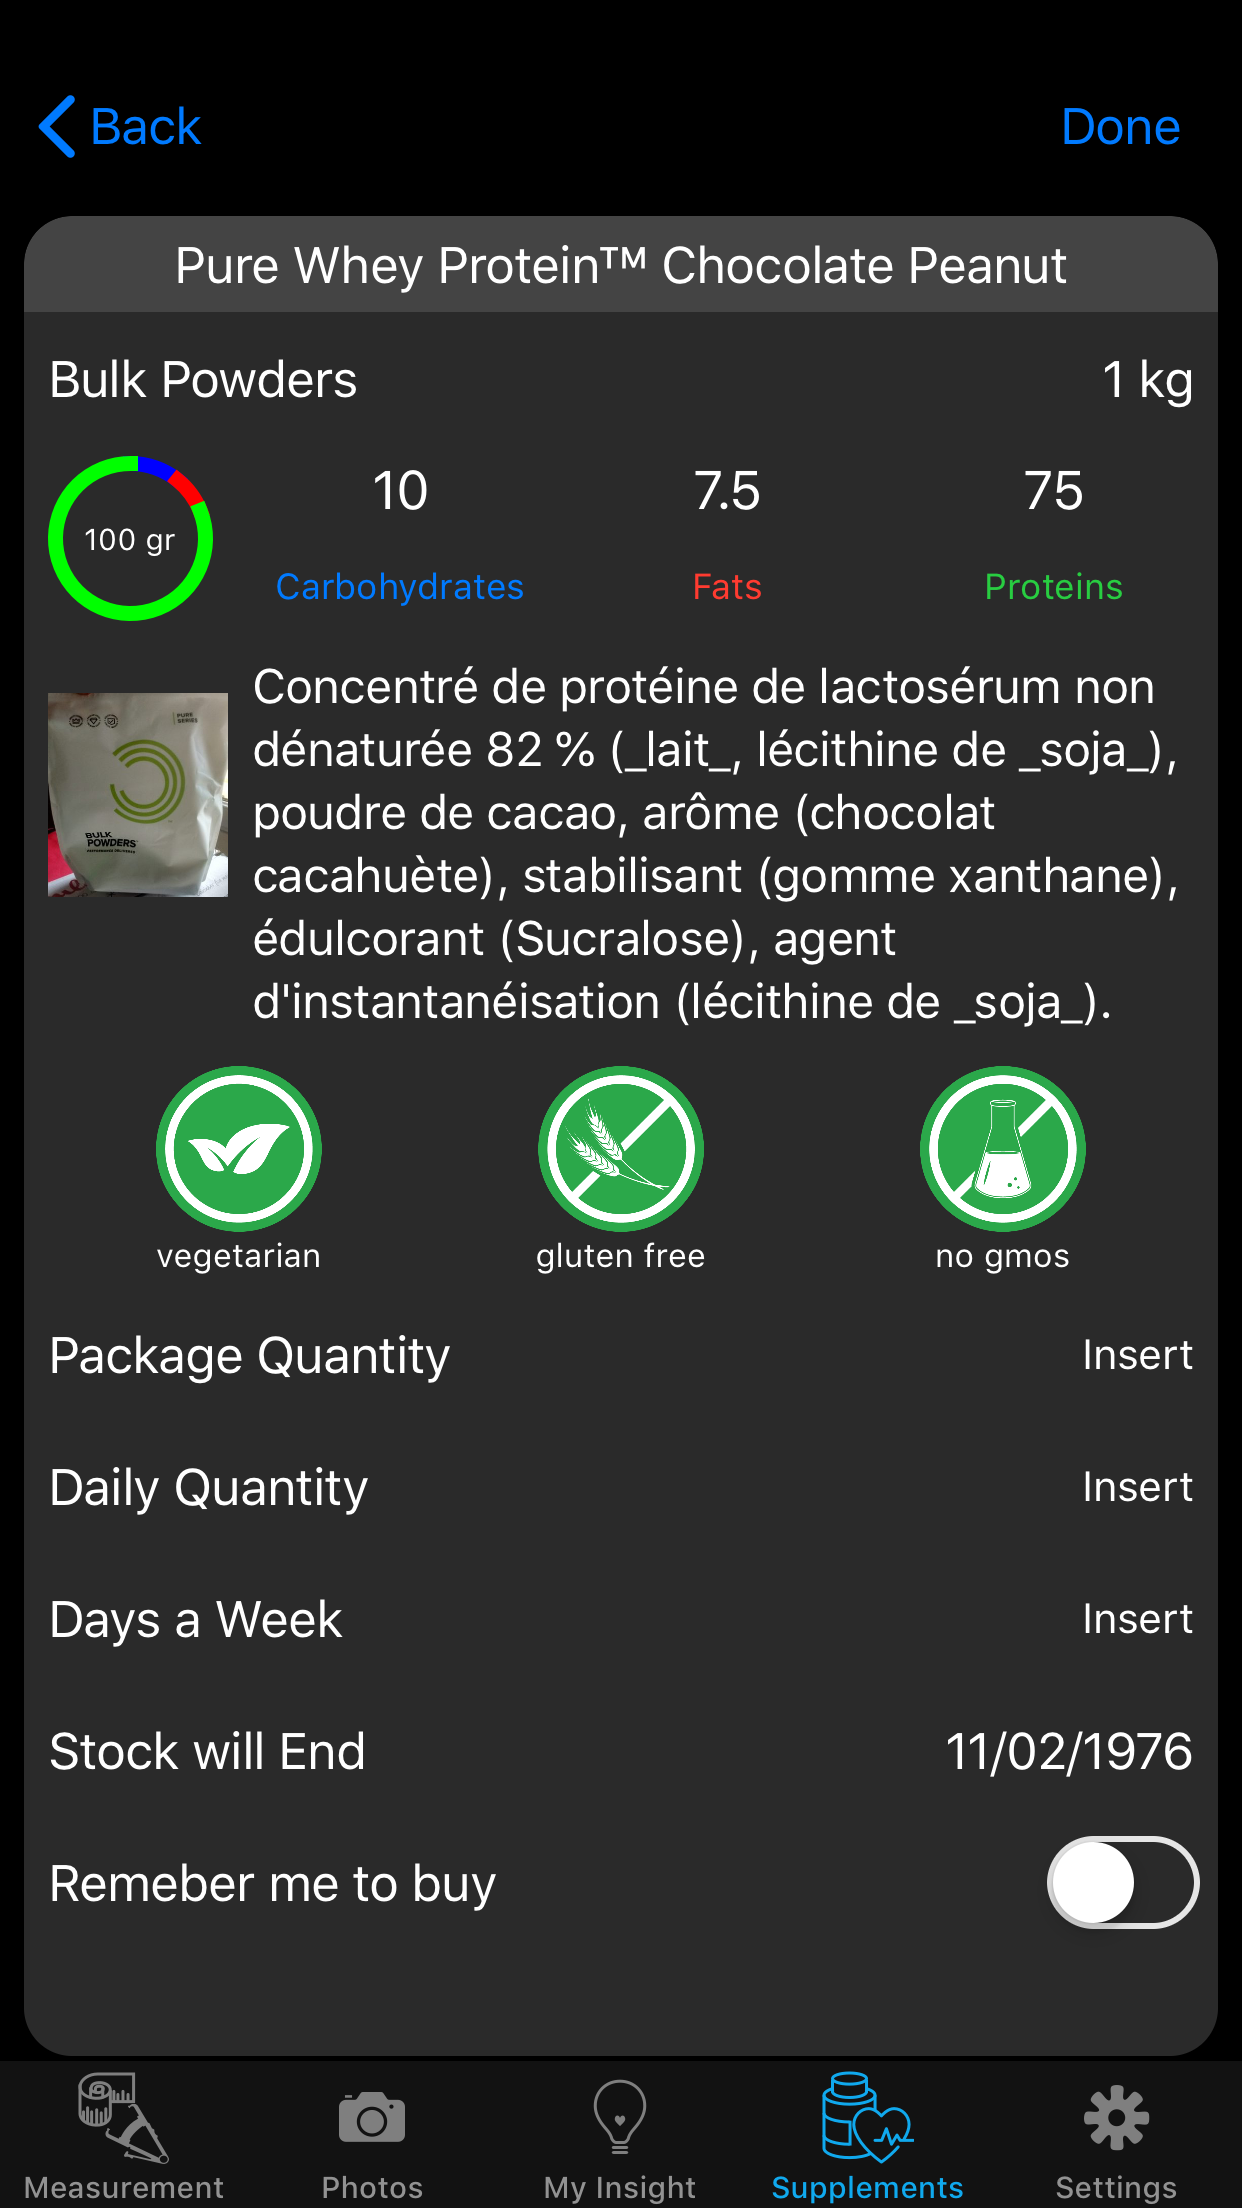 Back
Done
Pure Whey Protein™ Chocolate Peanut
Bulk Powders
1 kg
100 gr
10
7.5
75
Carbohydrates
Fats
Proteins
PURE
SERIES
BULK
POWDERS
Concentré de protéine de lactosérum non
dénaturée 82 % (_lait_, lécithine de _soja_),
poudre de cacao, arôme (chocolat
cacahuète), stabilisant (gomme xanthane),
édulcorant (Sucralose), agent
d'instantanéisation (lécithine de _soja_).
vegetarian
gluten free
no gmos
Package Quantity
Insert
Daily Quantity
Insert
Days a Week
Insert
Stock will End
11/02/1976
Remeber me to buy
Measurement
Photos
My Insight
Supplements
Settings